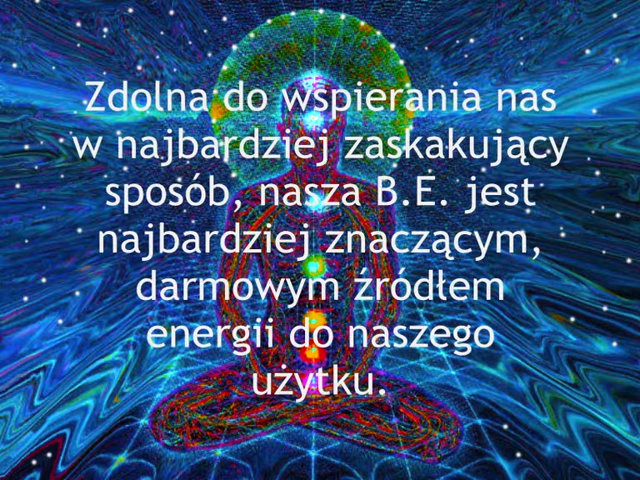 Zdolna do wspierania nas
w najbardziej zaskakujący
sposób, nasza B.E. jest
najbardziej znaczącym,
darmowym źródłem
energii do naszego
użytku.